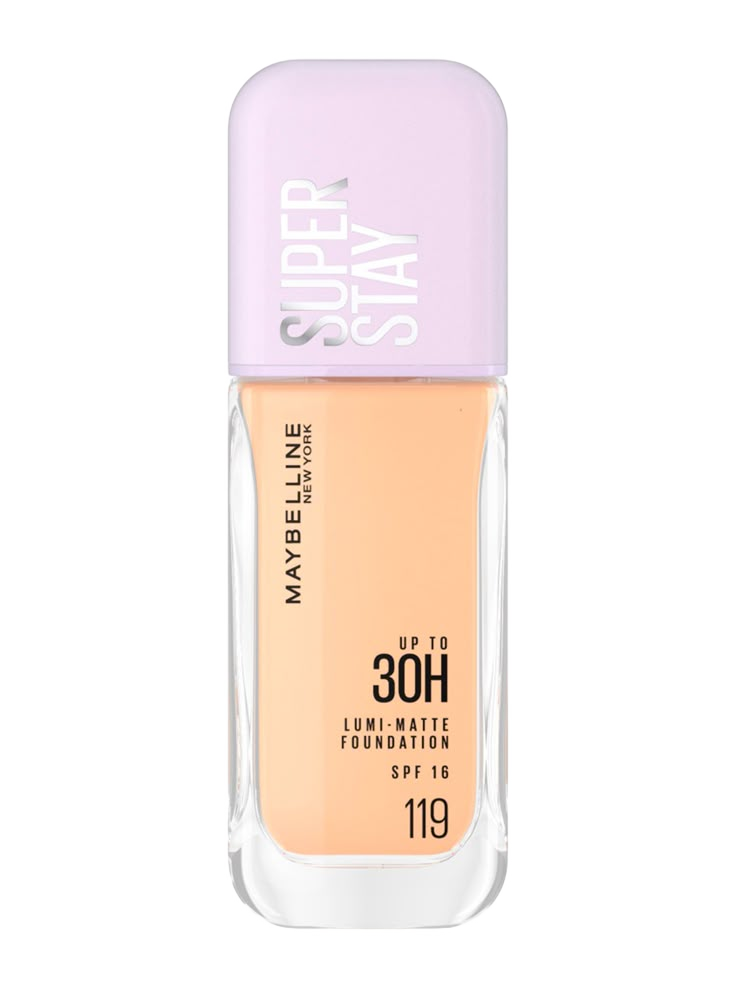 SUPER
STAY
MAYBELLINE
NEW YORK
UP TO
30H
LUMI-MATTE
FOUNDATION
SPF 16
119